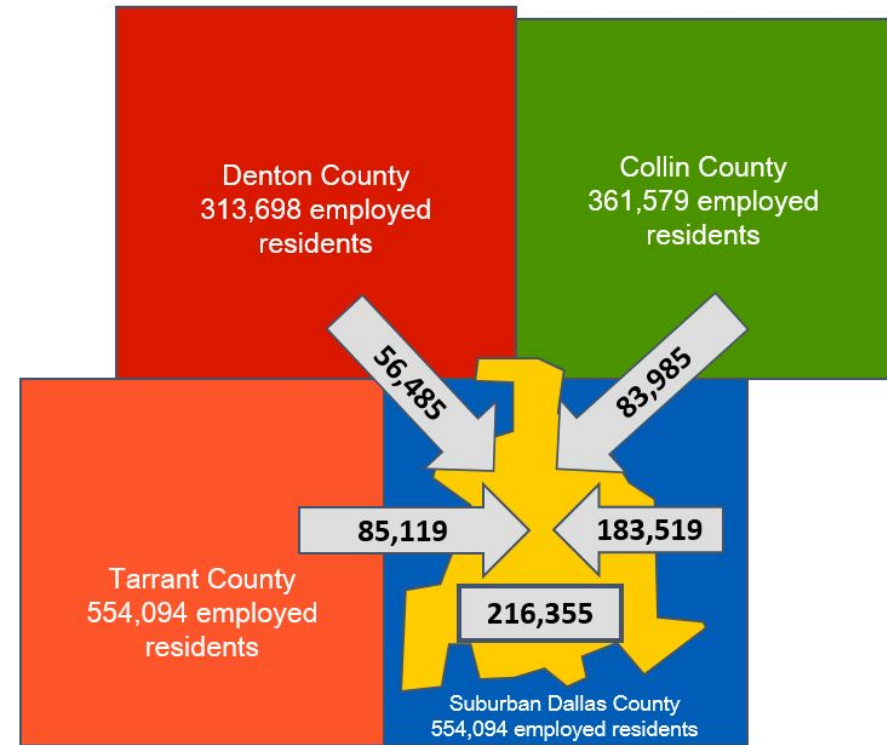 Denton County
313,698 employed
residents
Collin County
361,579 employed
residents
56,485
83,985
85,119
183,519
Tarrant County
554,094 employed
residents
216,355
Suburban Dallas County
554,094 employed residents